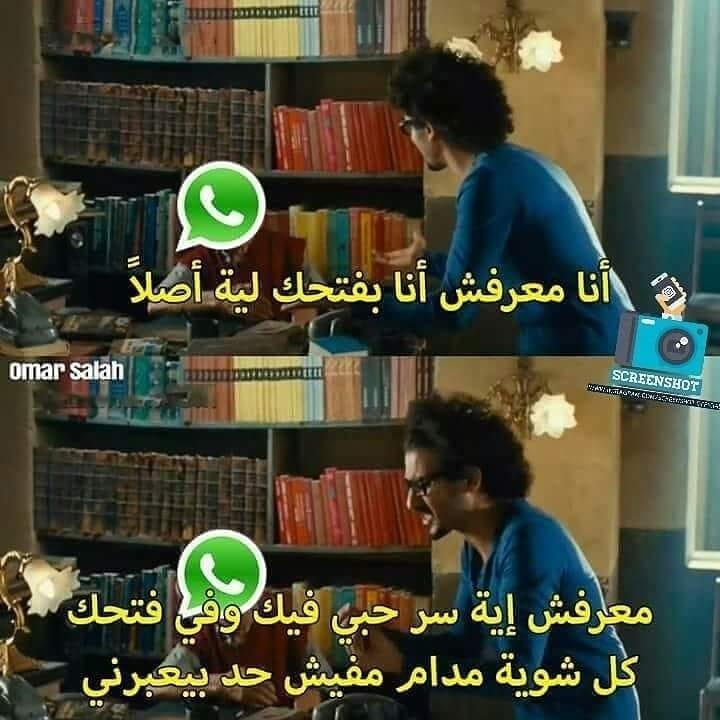 أنا معرفش أنا بفتحك لية أصلاً
SCREENSHOT
omar salah
معرفش إية سر حبي فيك وفي فتحك
كل شوية مدام مفيش حد بيعبرني